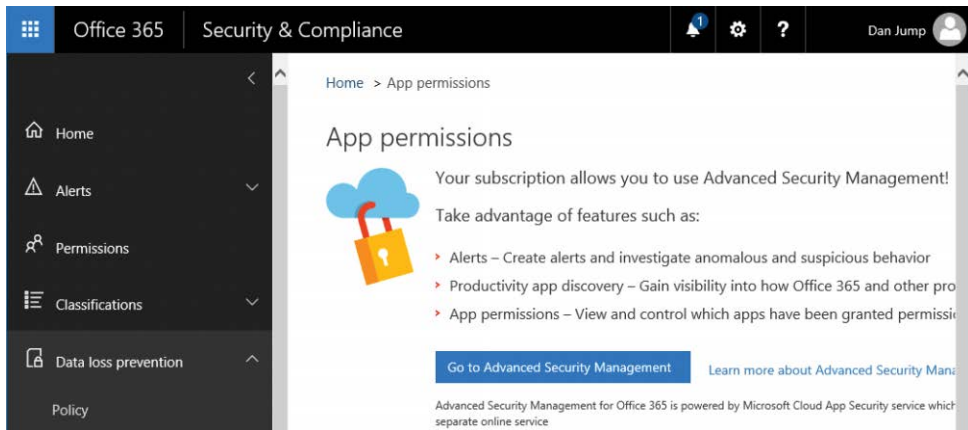 Office 365 Security & Compliance 1 ? Dan Jump
Home > App permissions
Home
App permissions
Alerts
Your subscription allows you to use Advanced Security Management!
Take advantage of features such as:
Permissions
Alerts – Create alerts and investigate anomalous and suspicious behavior
Productivity app discovery – Gain visibility into how Office 365 and other pro
Classifications
App permissions – View and control which apps have been granted permissi
Data loss prevention
Go to Advanced Security Management Learn more about Advanced Security Mana
Policy
Advanced Security Management for Office 365 is powered by Microsoft Cloud App Security service which
separate online service